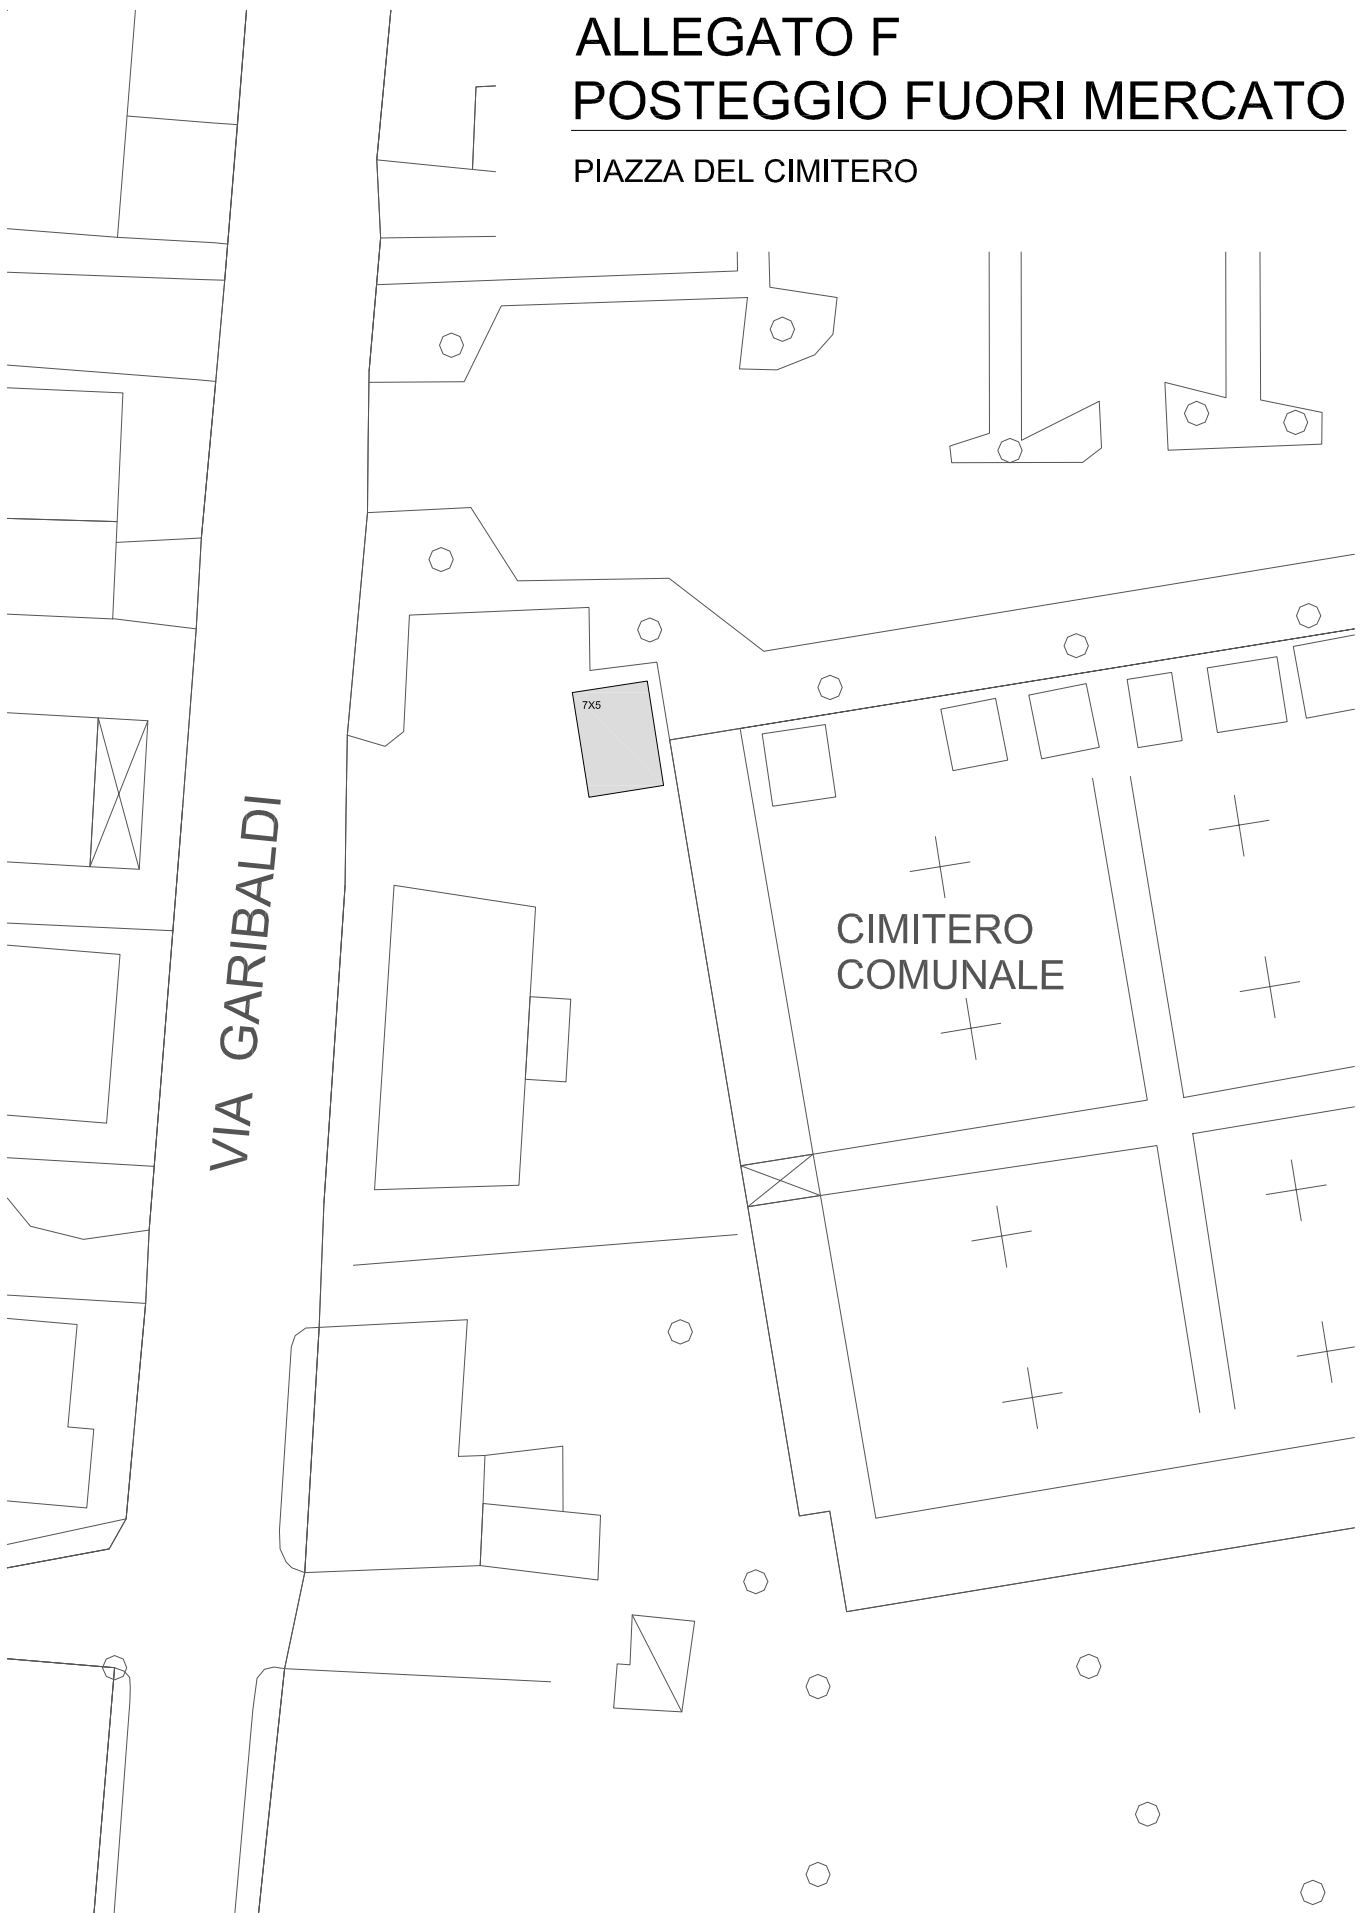 ALLEGATO F
POSTEGGIO FUORI MERCATO
PIAZZA DEL CIMITERO
7X5
VIA GARIBALDI
CIMITERO
COMUNALE